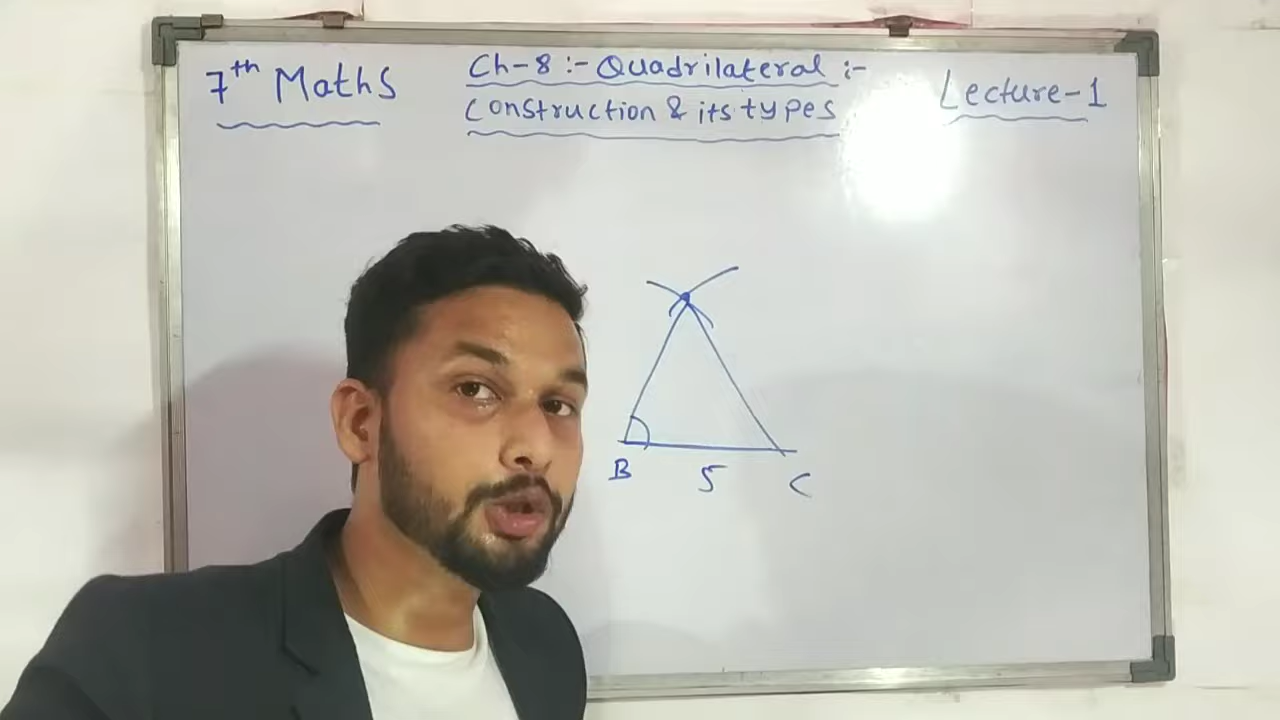 7th Maths
Ch-8 :- Quadrilateral :-
Construction & its types
Lecture-1
B 5 C